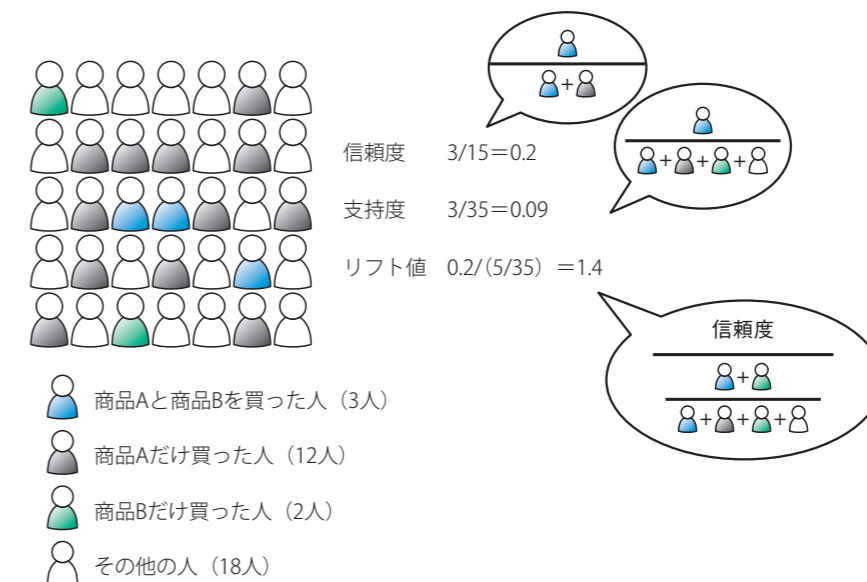 信頼度 3/15＝0.2
支持度 3/35＝0.09
リフト値 0.2/(5/35) ＝1.4
+
+ + +
信頼度
+
+ + +
商品Aと商品Bを買った人（3人）
商品Aだけ買った人（12人）
商品Bだけ買った人（2人）
その他の人（18人）